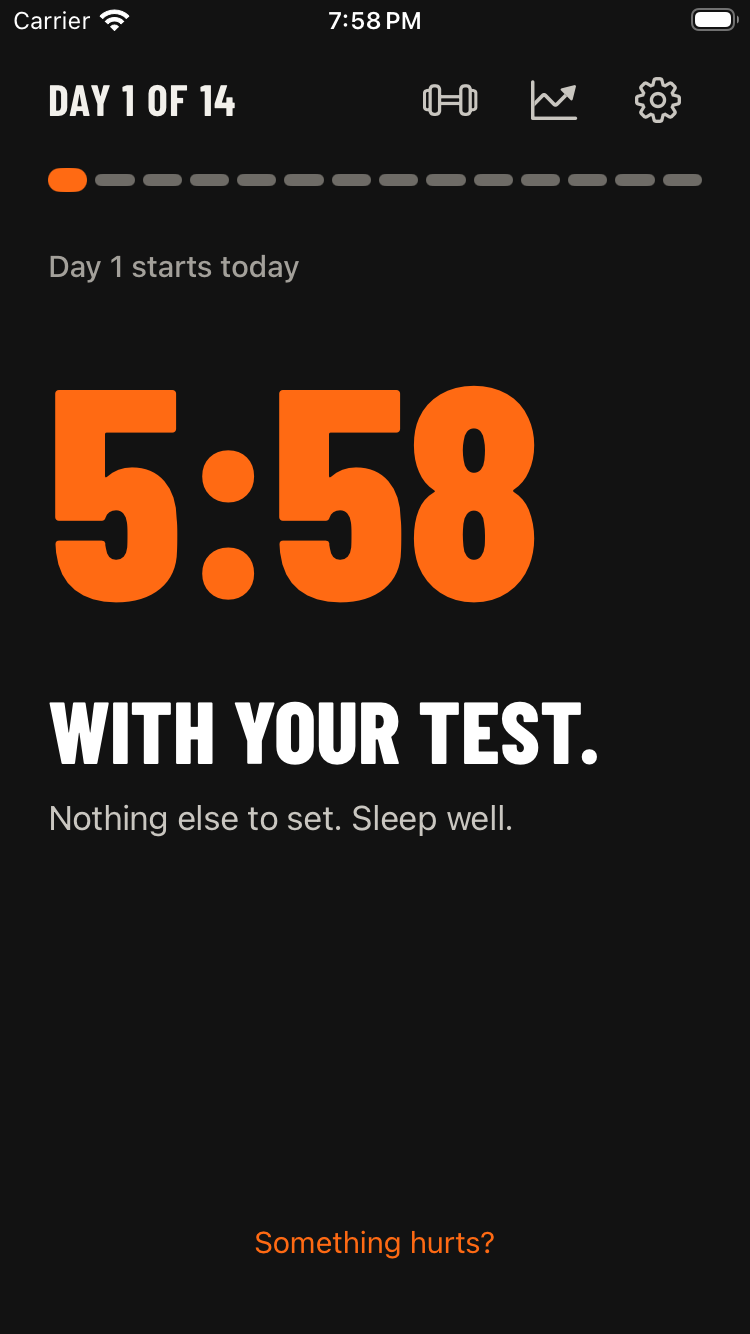 Carrier 7:58 PM
DAY 1 OF 14
Day 1 starts today
5:58
WITH YOUR TEST.
Nothing else to set. Sleep well.
Something hurts?